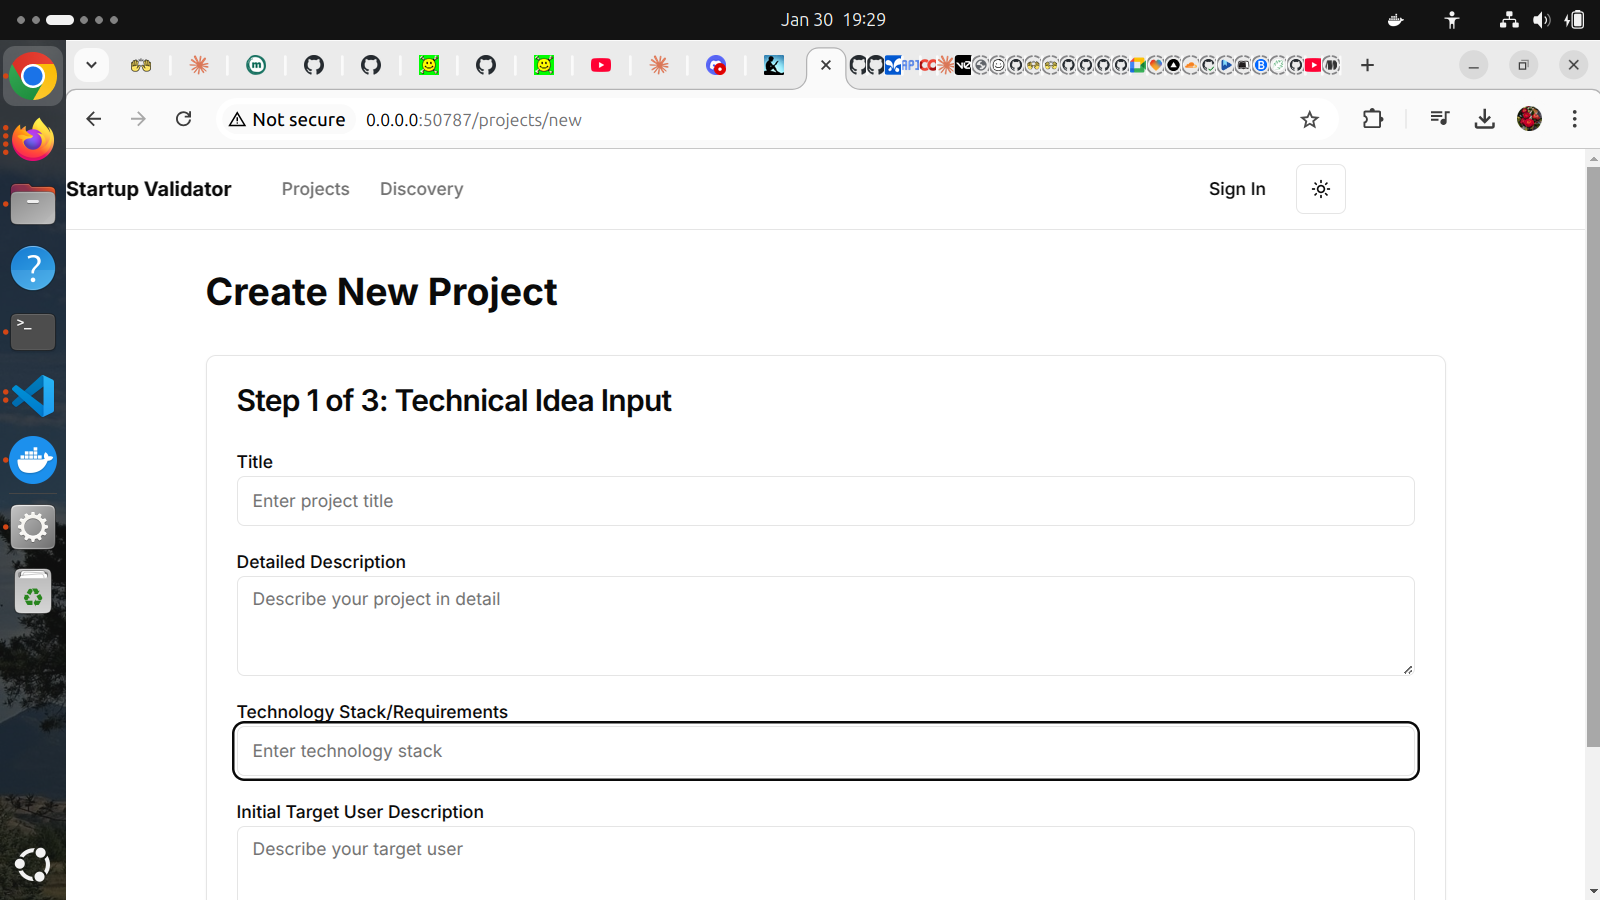 Jan 30 19:29
Not secure 0.0.0.0:50787/projects/new
Startup Validator Projects Discovery Sign In
Create New Project
Step 1 of 3: Technical Idea Input
Title
Enter project title
Detailed Description
Describe your project in detail
Technology Stack/Requirements
Enter technology stack
Initial Target User Description
Describe your target user